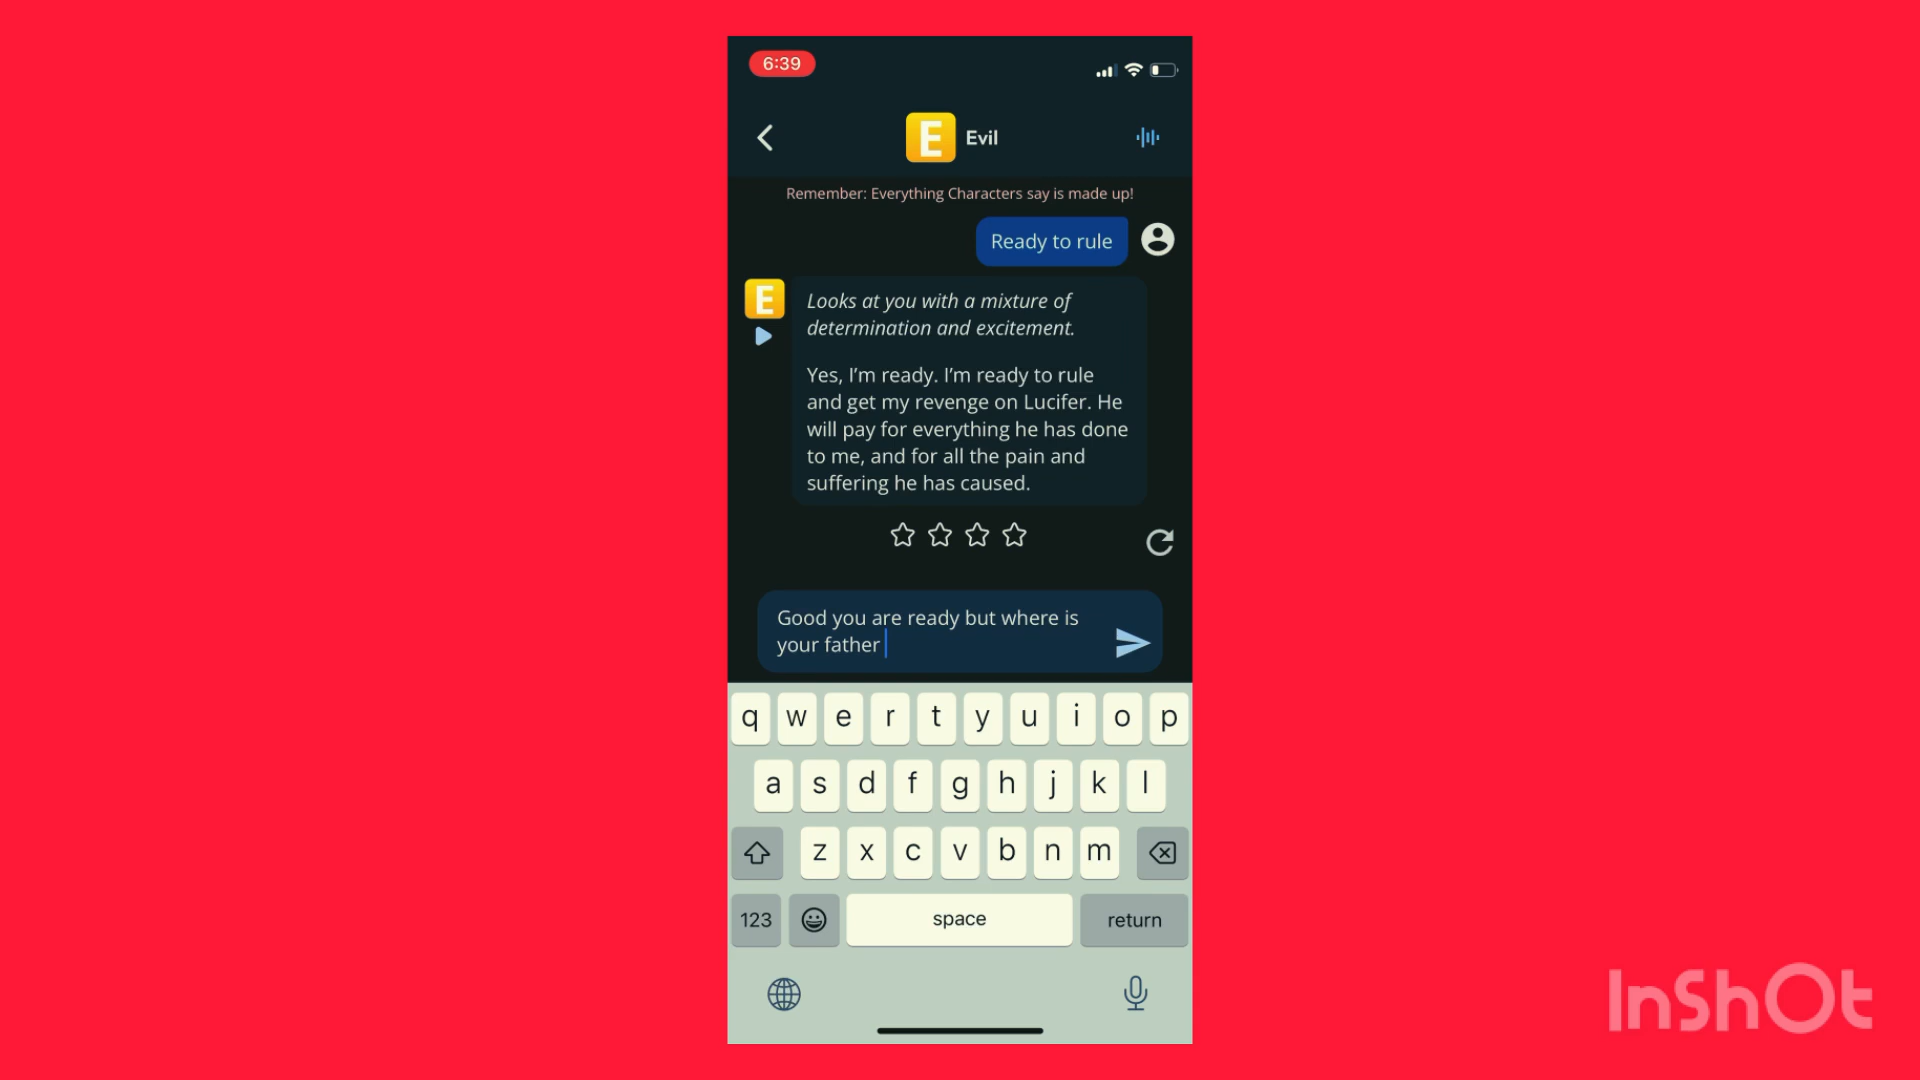 6:39
E Evil
Remember: Everything Characters say is made up!
Ready to rule
E
Looks at you with a mixture of
determination and excitement.
Yes, I'm ready. I'm ready to rule
and get my revenge on Lucifer. He
will pay for everything he has done
to me, and for all the pain and
suffering he has caused.
Good you are ready but where is
your father
q w e r t y u i o p
a s d f g h j k l
z x c v b n m
123 space return
InShOt